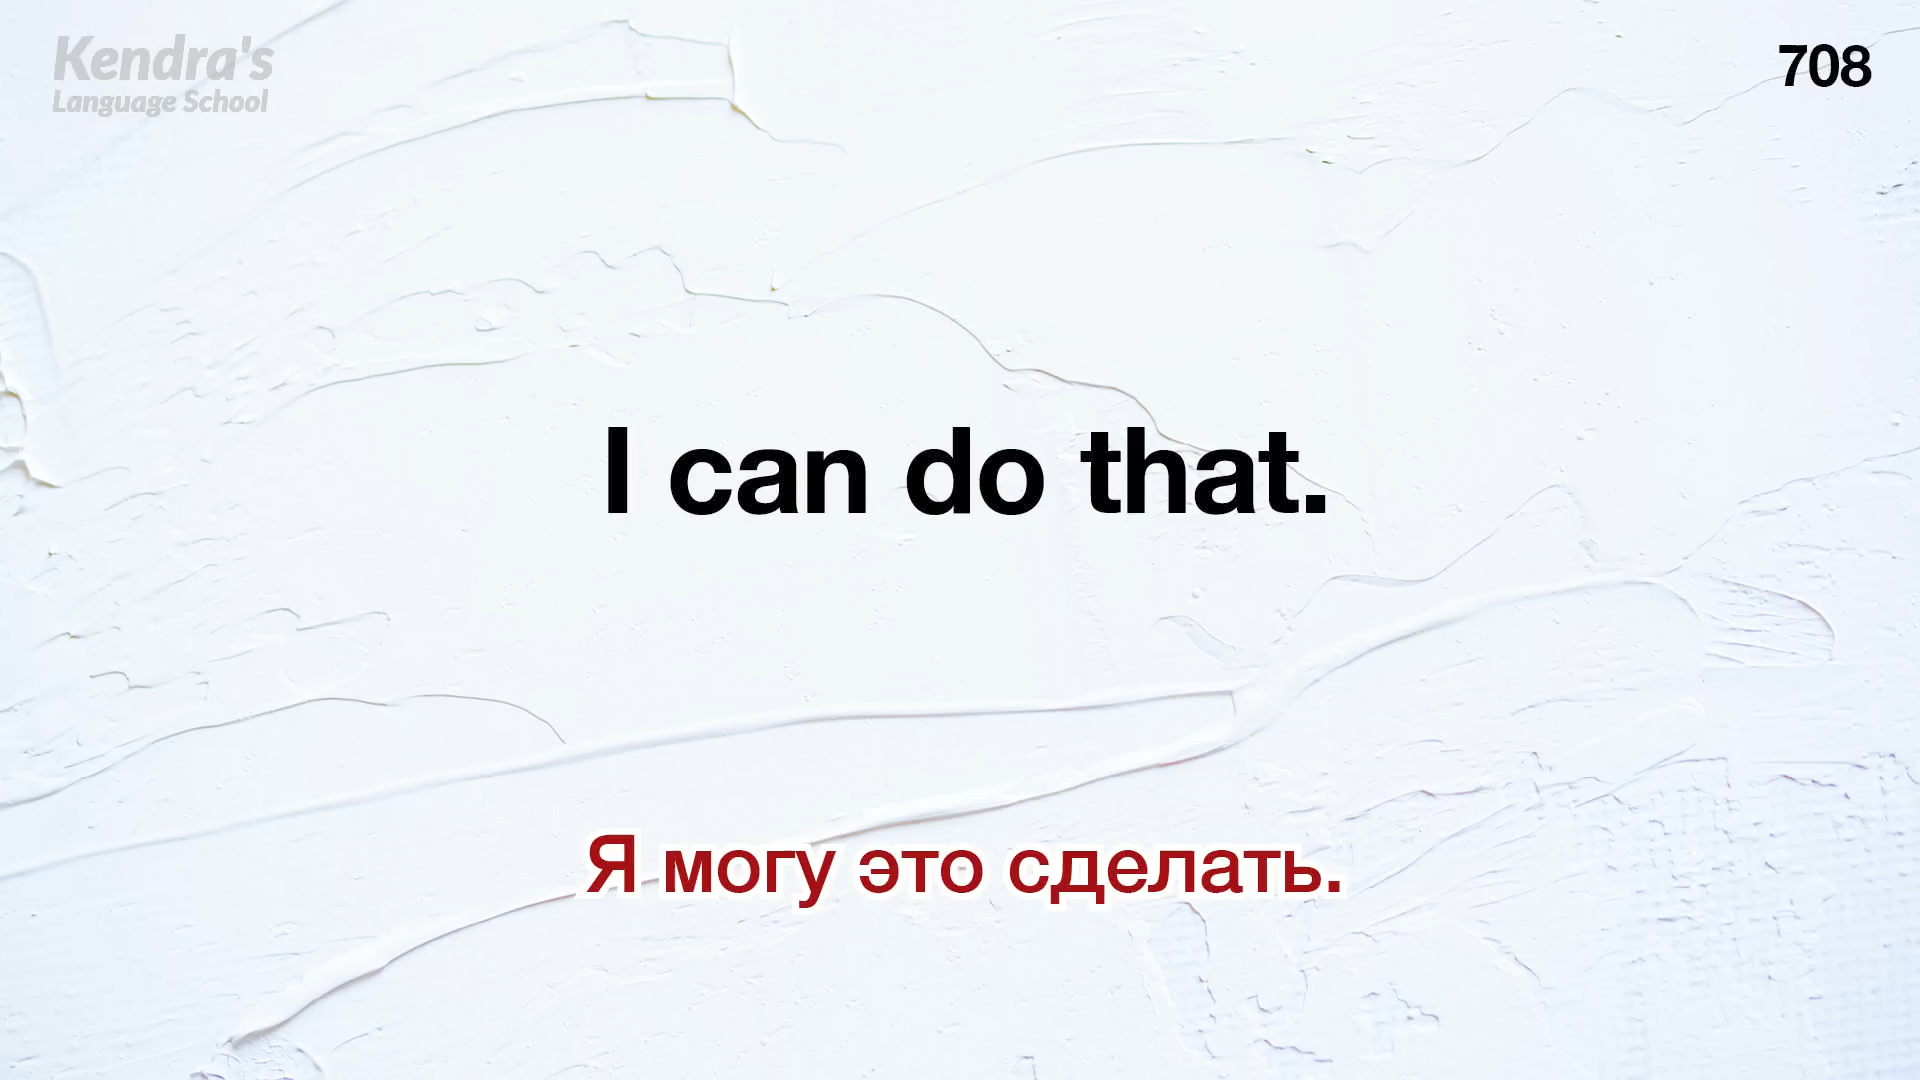 Kendra's
Language School
708
I can do that.
Я могу это сделать.